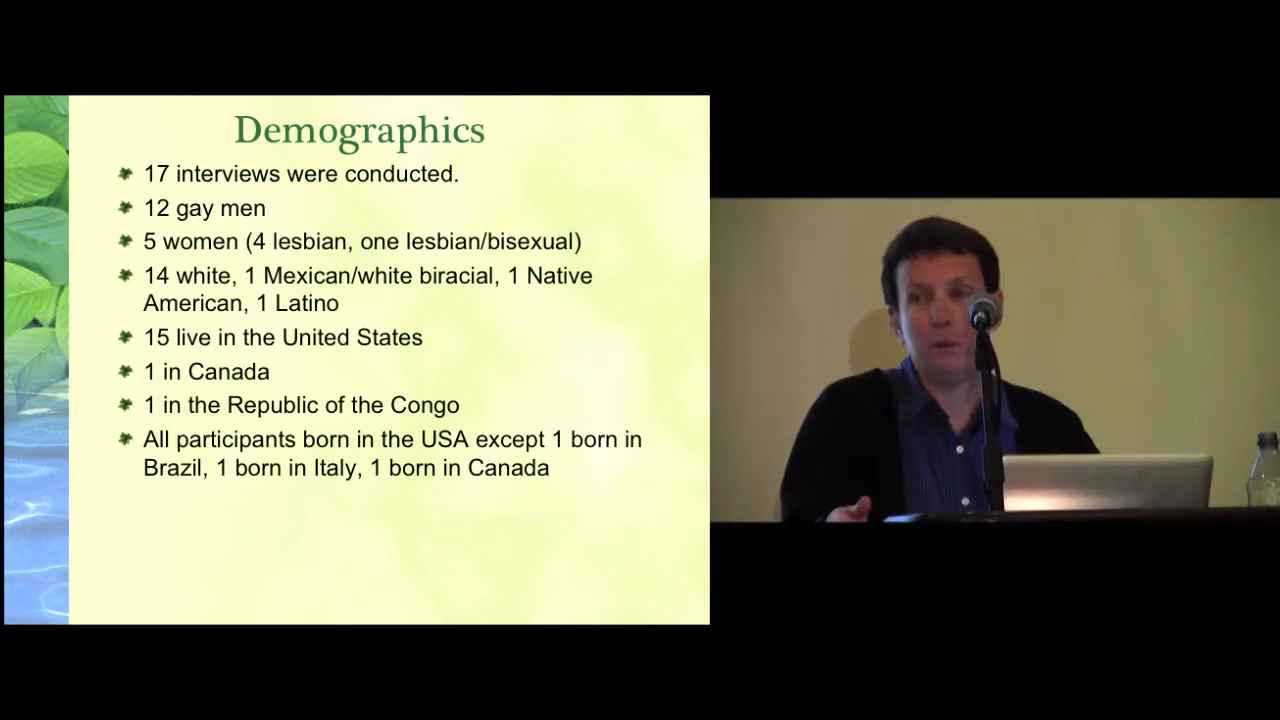 Demographics
17 interviews were conducted.
12 gay men
5 women (4 lesbian, one lesbian/bisexual)
14 white, 1 Mexican/white biracial, 1 Native
American, 1 Latino
15 live in the United States
1 in Canada
1 in the Republic of the Congo
All participants born in the USA except 1 born in
Brazil, 1 born in Italy, 1 born in Canada